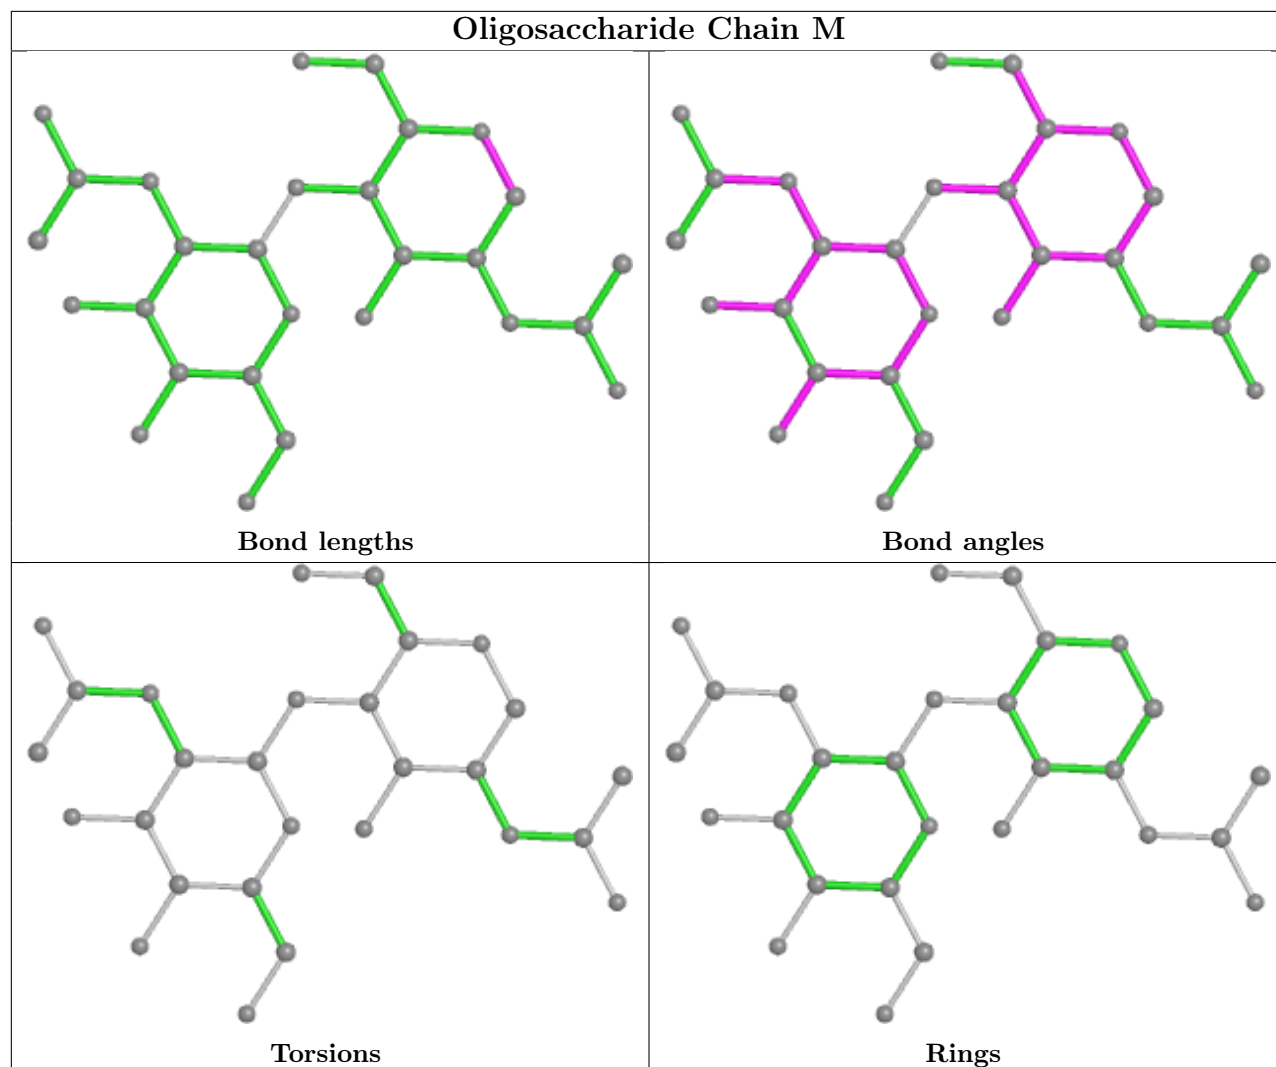 Oligosaccharide Chain M
Bond lengths
Bond angles
Torsions
Rings